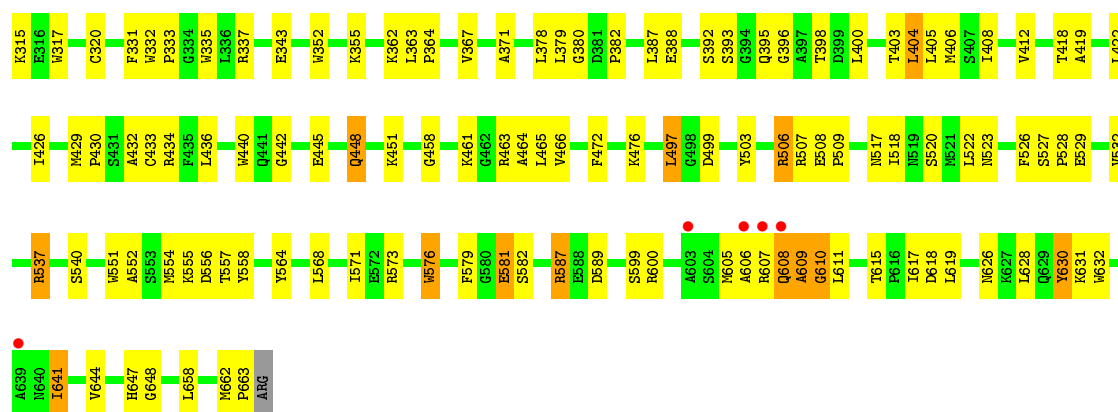 K315 E316 W317 C320 F331 W332 P333 G334 W335 L336 R337 E343 W352 K355 K362 L363 P364 V367 A371 L378 L379 G380 D381 P382 L387 E388 S392 S393 G394 Q395 G396 A397 T398 D399 L400 T403 L404 L405 M406 S407 I408 V412 T418 A419
I426 M429 P430 S431 A432 C433 R434 F435 L436 W440 Q441 G442 E445 Q448 K451 G458 K461 G462 R463 A464 L465 V466 F472 K476 L497 G498 D499 Y503 R506 R507 E508 P509 N517 I518 N519 S520 M521 L522 N523 F526 S527 P528 E529
R537 S540 W551 A552 S553 M554 K555 D556 T557 Y558 Y564 L568 I571 E572 R573 W576 F579 G580 E581 S582 R587 E588 D589 S599 R600 A603 S604 M605 A606 R607 Q608 A609 G610 L611 T615 P616 I617 D618 L619 N626 K627 L628 Q629 Y630 K631 W632
A639 N640 I641 V644 H647 G648 L658 M662 P663 ARG